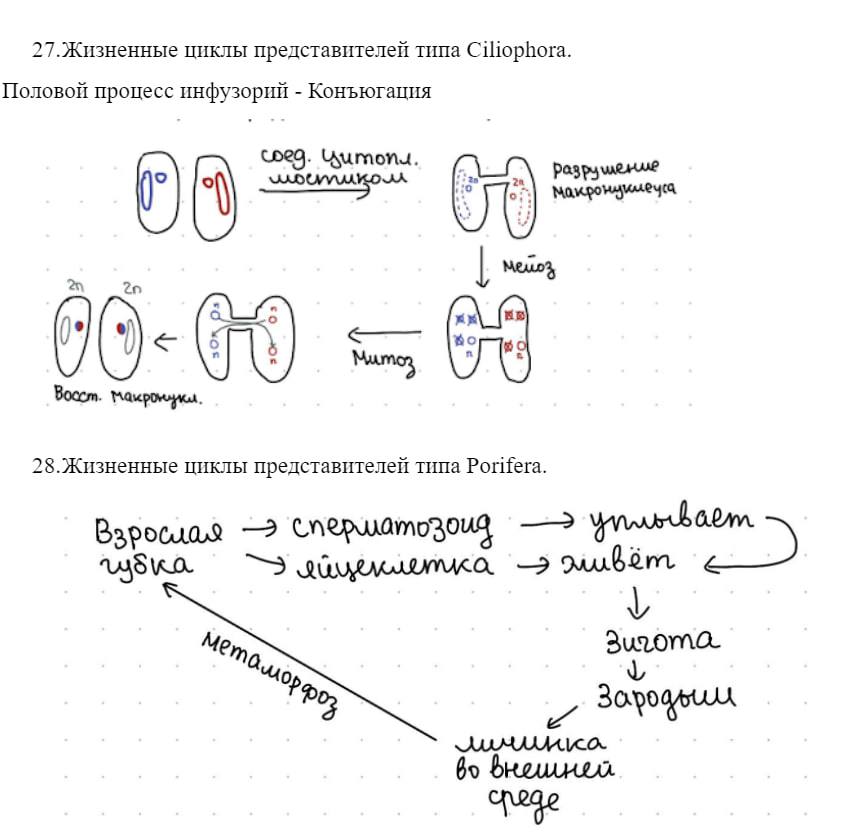 27.Жизненные циклы представителей типа Ciliophora.
Половой процесс инфузорий - Конъюгация
соед. цитопл.
мостиком
2n
2n
Разрушение
макронуклеуса
мейоз
n
n
Митоз
n
n
n
n
2n
2n
Восст. макронукл.
28.Жизненные циклы представителей типа Porifera.
Взрослая → сперматозоид → уплывает
губка → яйцеклетка → живёт
Зигота
Зародыш
метаморфоз
личинка
во внешней
среде